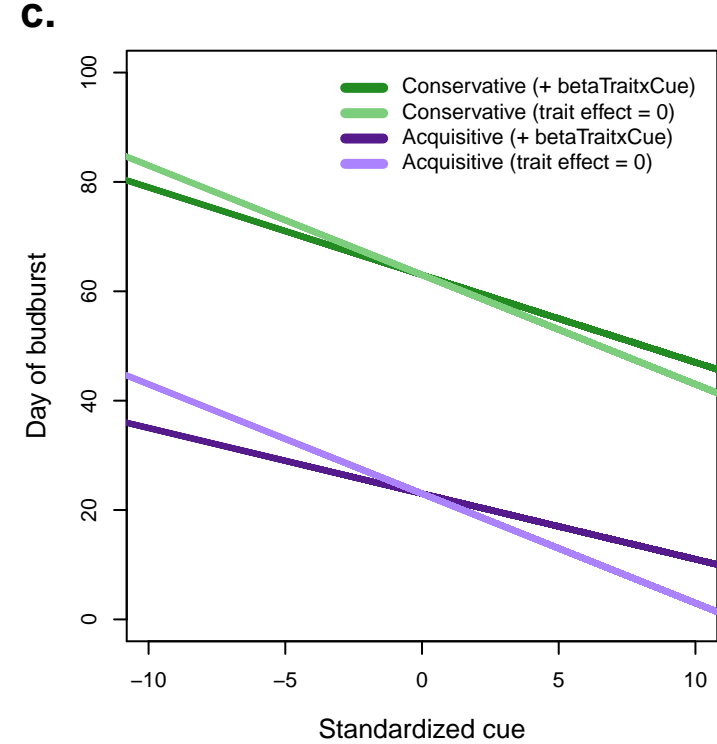 c.
Conservative (+ betaTraitxCue)
Conservative (trait effect = 0)
Acquisitive (+ betaTraitxCue)
Acquisitive (trait effect = 0)
Day of budburst
100
80
60
40
20
0
−10 −5 0 5 10
Standardized cue